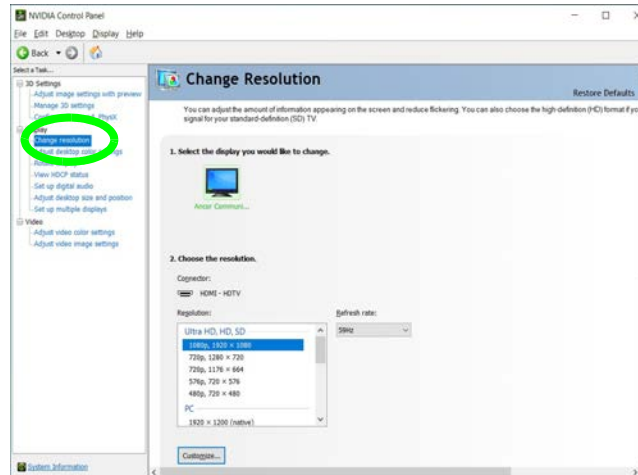 NVIDIA Control Panel
File Edit Desktop Display Help
Back
Select a Task...
3D Settings
Adjust image settings with preview
Manage 3D settings
PhysX
Change resolution
Adjust desktop color settings
View HDCP status
Set up digital audio
Adjust desktop size and position
Set up multiple displays
Video
Adjust video color settings
Adjust video image settings
System Information
Change Resolution
Restore Defaults
You can adjust the amount of information appearing on the screen and reduce flickering. You can also choose the high-definition (HD) format if yo
signal for your standard-definition (SD) TV.
1. Select the display you would like to change.
Ancor Communi...
2. Choose the resolution.
Connector:
HDMI - HDTV
Resolution:
Refresh rate:
Ultra HD, HD, SD
59Hz
1080p, 1920 × 1080
720p, 1280 × 720
720p, 1176 × 664
576p, 720 × 576
480p, 720 × 480
PC
1920 × 1200 (native)
Customize...